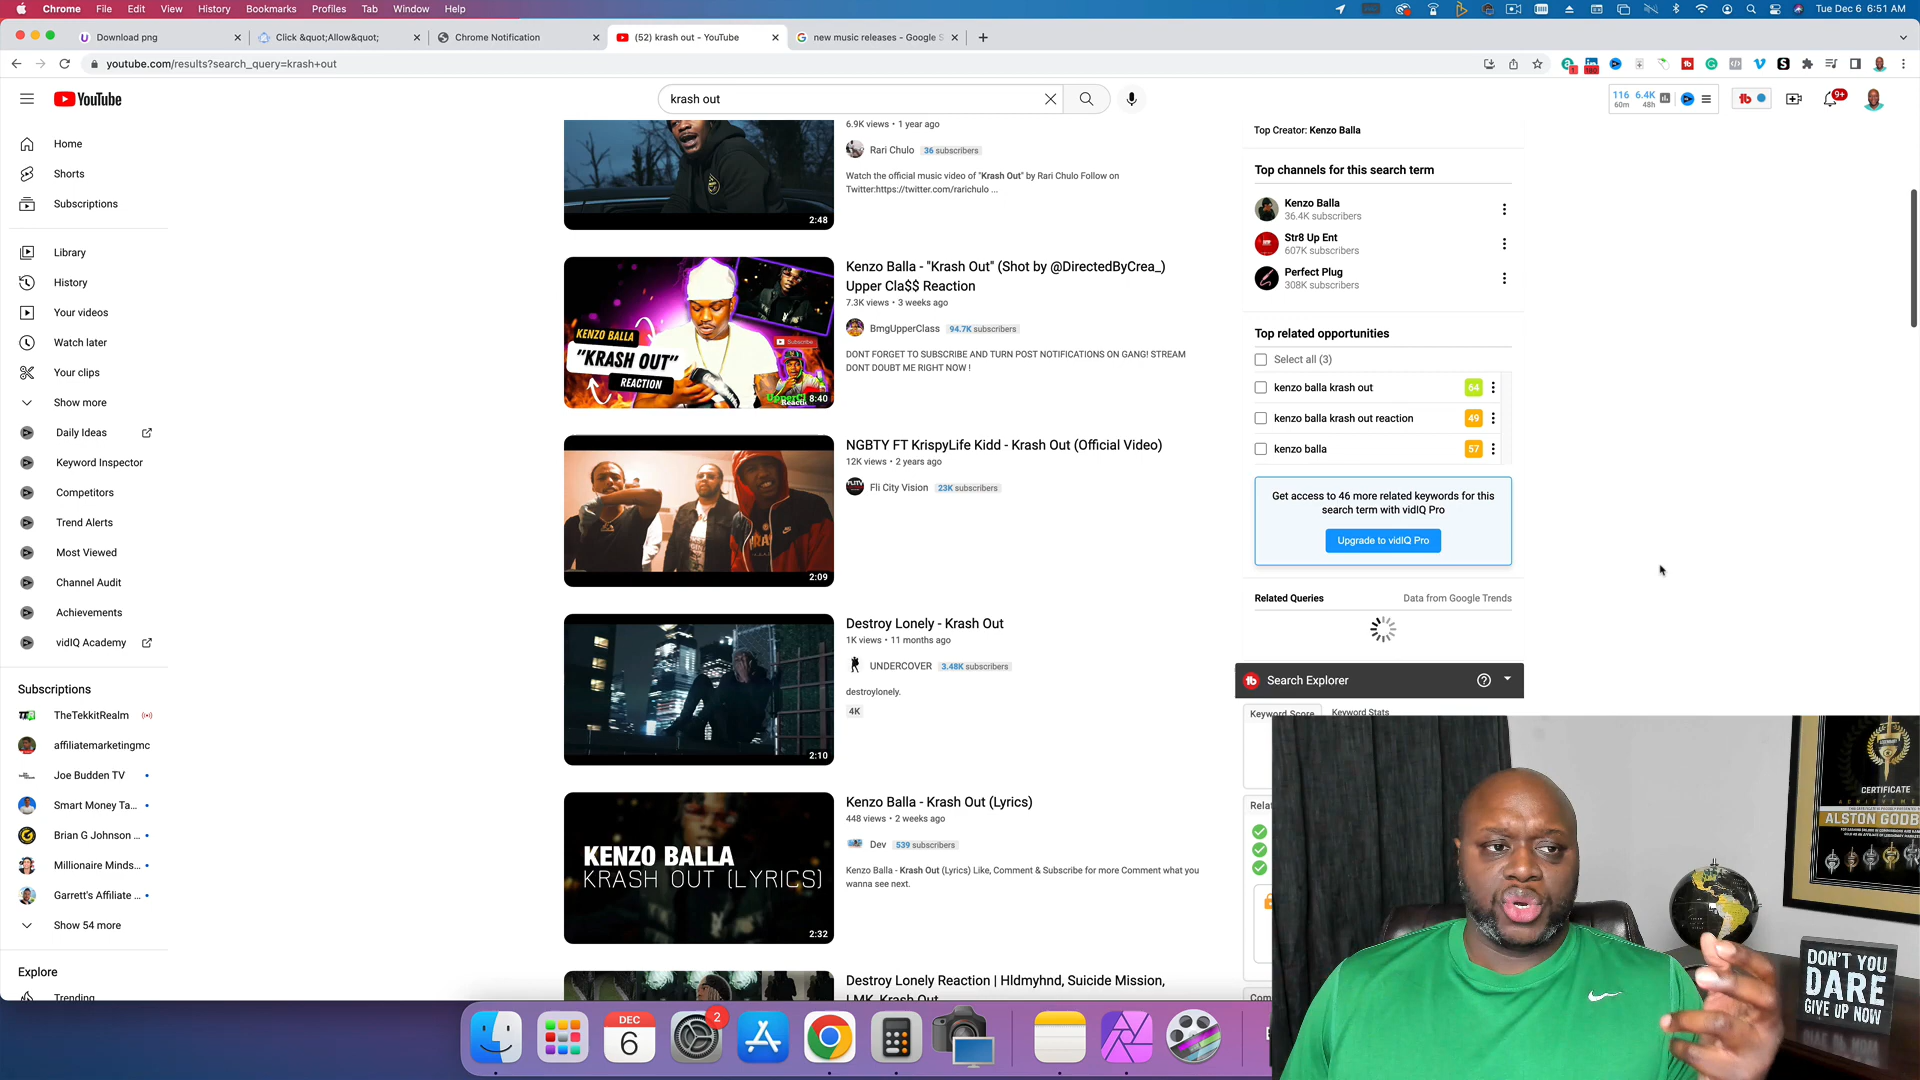 Chrome File Edit View History Bookmarks Profiles Tab Window Help Tue Dec 6 6:51 AM
Download png
Click &quot;Allow&quot;
Chrome Notification
(52) krash out - YouTube
new music releases - Google S
youtube.com/results?search_query=krash+out
YouTube
krash out
116 6.4K
60m 48h
9+
Home
Shorts
Subscriptions
Library
History
Your videos
Watch later
Your clips
Show more
Daily Ideas
Keyword Inspector
Competitors
Trend Alerts
Most Viewed
Channel Audit
Achievements
vidIQ Academy
Subscriptions
TheTekkitRealm
affiliatemarketingmc
Joe Budden TV
Smart Money Ta...
Brian G Johnson ...
Millionaire Minds...
Garrett's Affiliate ...
Show 54 more
Explore
Trending
6.9K views • 1 year ago
Rari Chulo 36 subscribers
Watch the official music video of "Krash Out" by Rari Chulo Follow on
Twitter:https://twitter.com/rarichulo ...
2:48
KENZO BALLA
"KRASH OUT"
REACTION
Subscribe
8:40
Kenzo Balla - "Krash Out" (Shot by @DirectedByCrea_)
Upper Cla$$ Reaction
7.3K views • 3 weeks ago
BmgUpperClass 94.7K subscribers
DONT FORGET TO SUBSCRIBE AND TURN POST NOTIFICATIONS ON GANG! STREAM
DONT DOUBT ME RIGHT NOW !
2:09
NGBTY FT KrispyLife Kidd - Krash Out (Official Video)
12K views • 2 years ago
Fli City Vision 23K subscribers
2:10
Destroy Lonely - Krash Out
1K views • 11 months ago
UNDERCOVER 3.48K subscribers
destroylonely.
4K
KENZO BALLA
KRASH OUT (LYRICS)
2:32
Kenzo Balla - Krash Out (Lyrics)
448 views • 2 weeks ago
Dev 539 subscribers
Kenzo Balla - Krash Out (Lyrics) Like, Comment & Subscribe for more Comment what you
wanna see next.
Destroy Lonely Reaction | Hldmyhnd, Suicide Mission,
LMK, Krash Out
Top Creator: Kenzo Balla
Top channels for this search term
Kenzo Balla
36.4K subscribers
Str8 Up Ent
607K subscribers
Perfect Plug
308K subscribers
Top related opportunities
Select all (3)
kenzo balla krash out 64
kenzo balla krash out reaction 49
kenzo balla 57
Get access to 46 more related keywords for this
search term with vidIQ Pro
Upgrade to vidIQ Pro
Related Queries Data from Google Trends
Search Explorer
Keyword Score Keyword Stats
Relat
Com
CERTIFICATE
ALSTON GODB
DON'T YOU
DARE
GIVE UP NOW
DEC
6
2